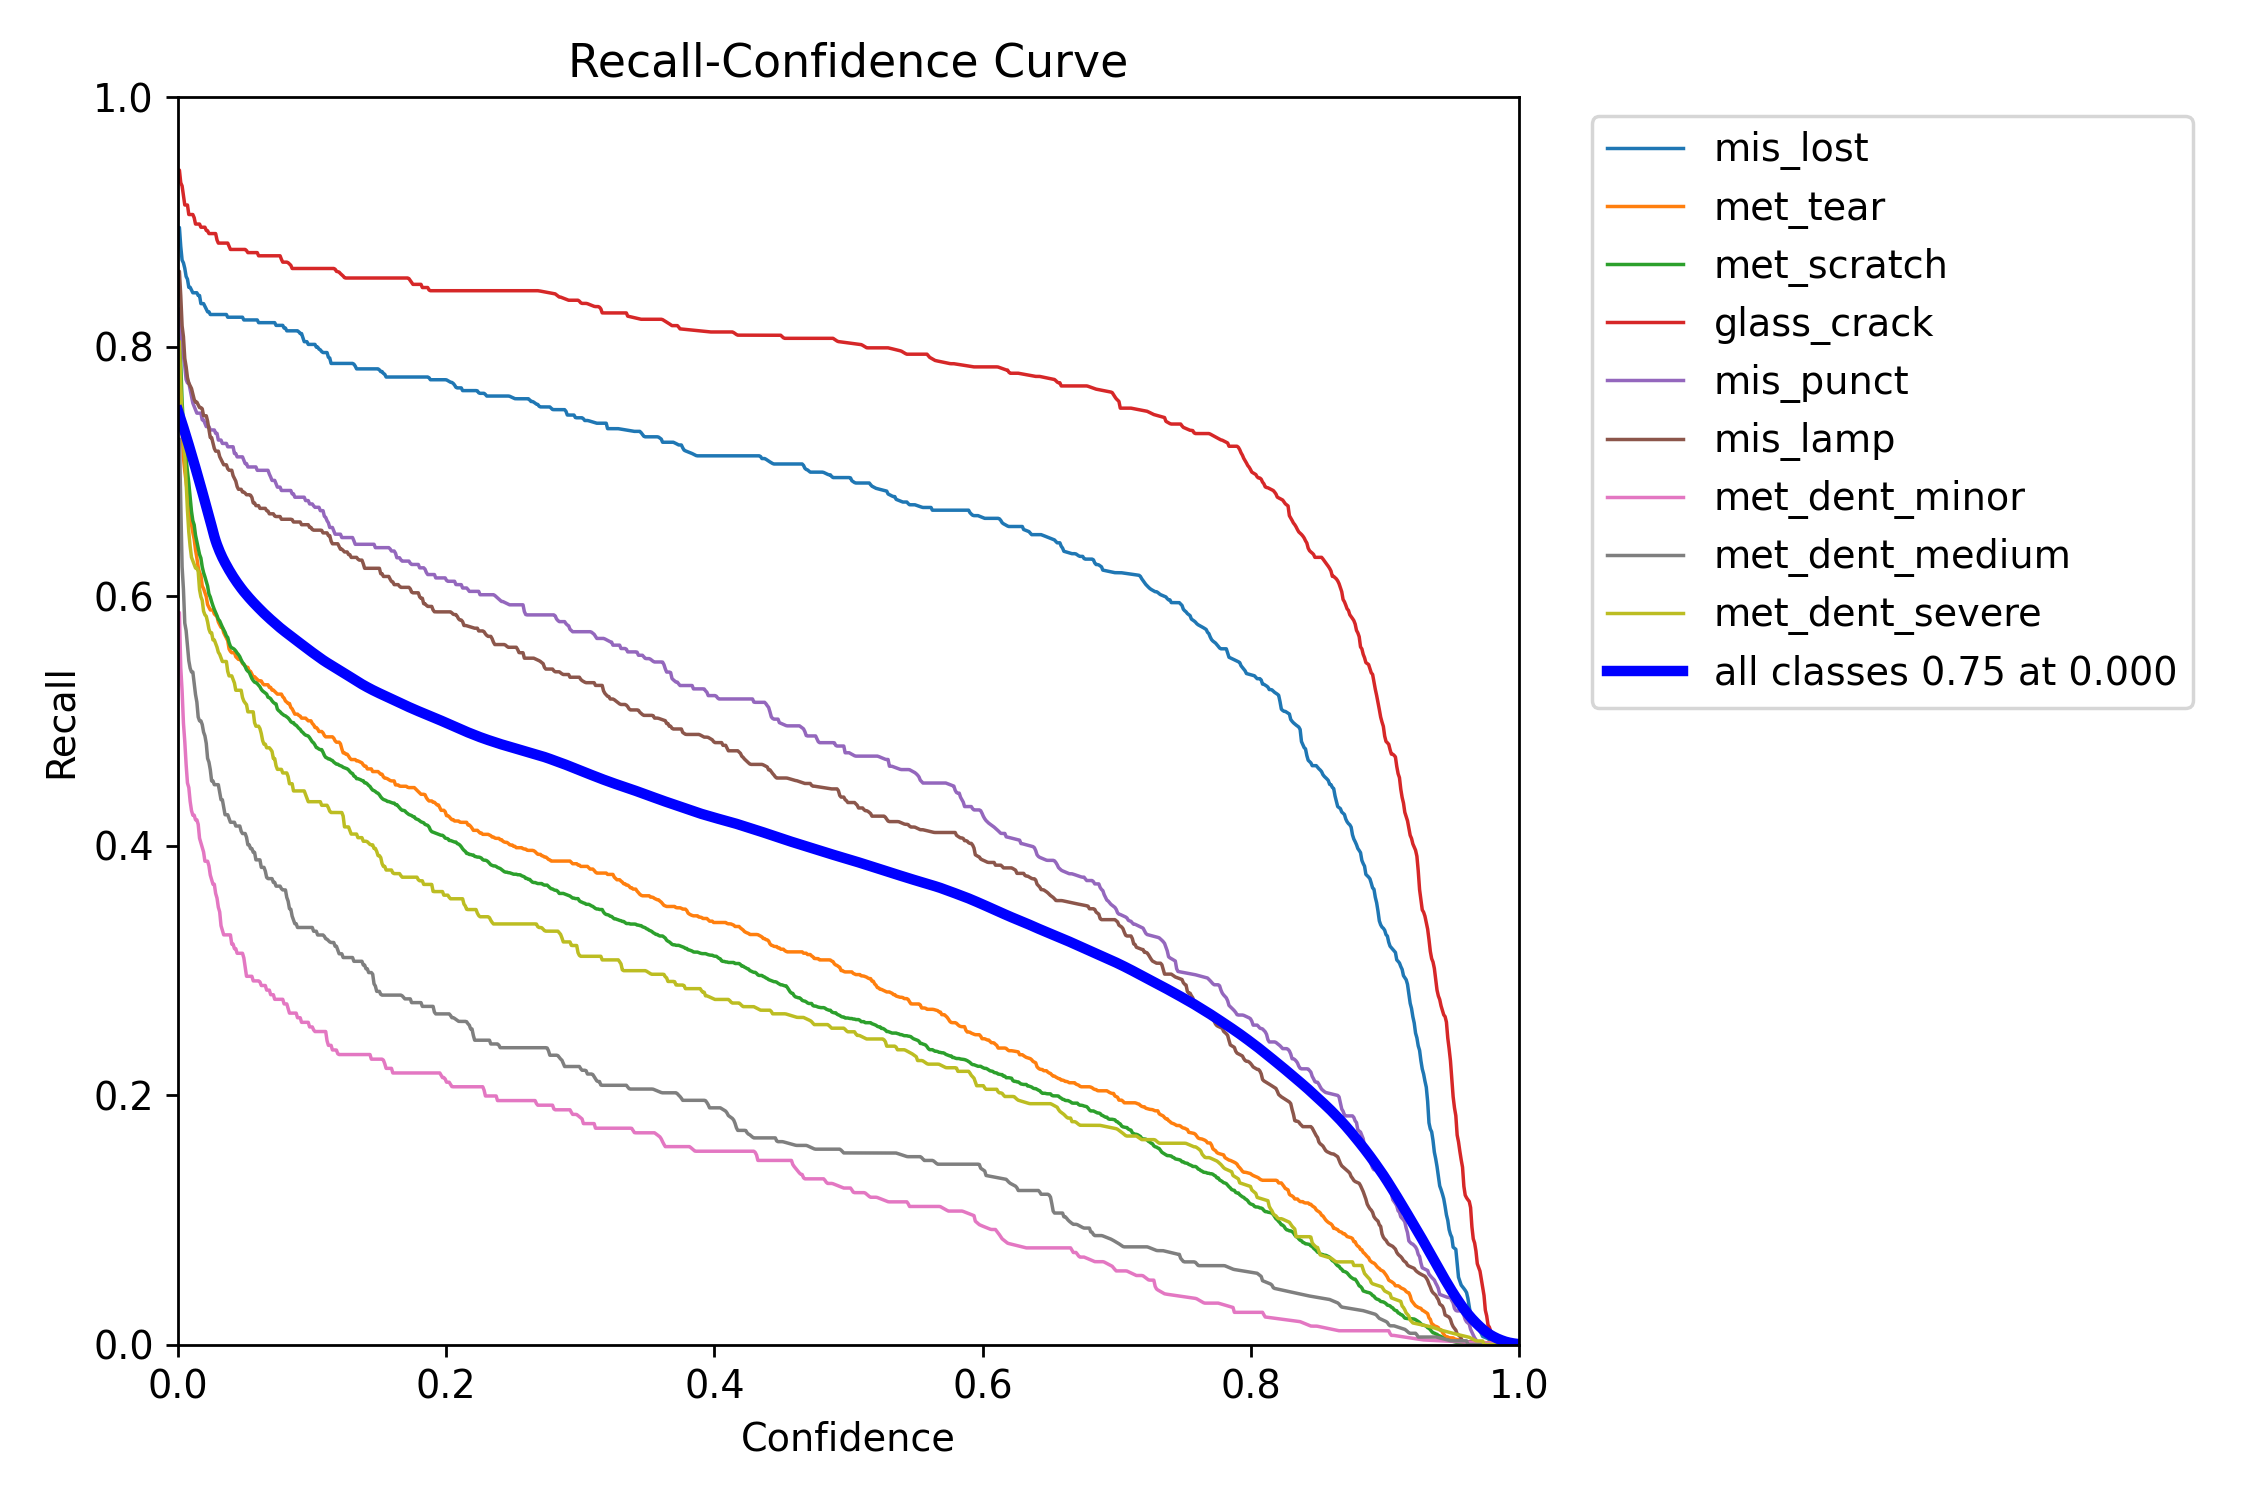 Recall-Confidence Curve
1.0
0.8
0.6
0.4
0.2
0.0
Recall
0.0 0.2 0.4 0.6 0.8 1.0
Confidence
mis_lost
met_tear
met_scratch
glass_crack
mis_punct
mis_lamp
met_dent_minor
met_dent_medium
met_dent_severe
all classes 0.75 at 0.000